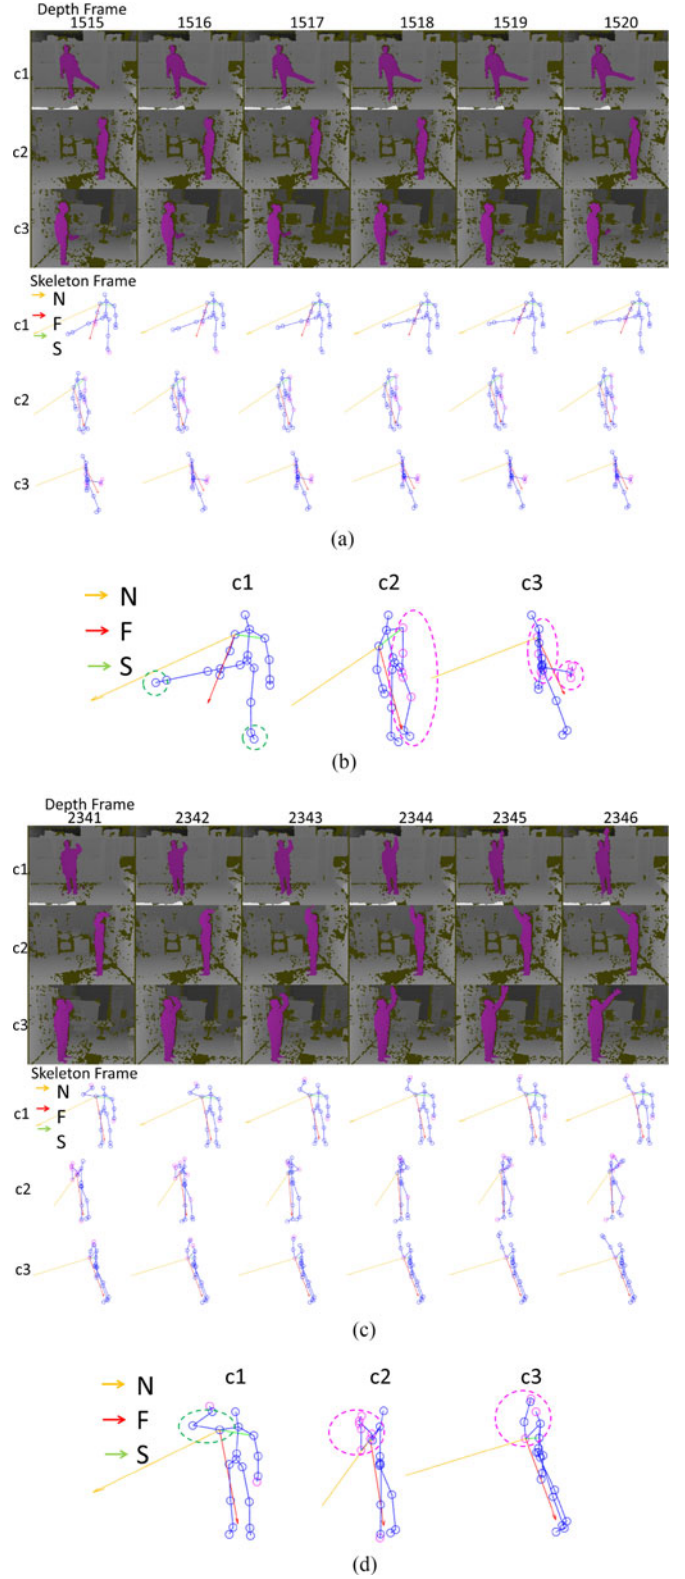 Depth Frame
1515 1516 1517 1518 1519 1520
c1
c2
c3
Skeleton Frame
N
c1 F
S
c2
c3
(a)
c1 c2 c3
N
F
S
(b)
Depth Frame
2341 2342 2343 2344 2345 2346
c1
c2
c3
Skeleton Frame
N
c1 F
S
c2
c3
(c)
c1 c2 c3
N
F
S
(d)